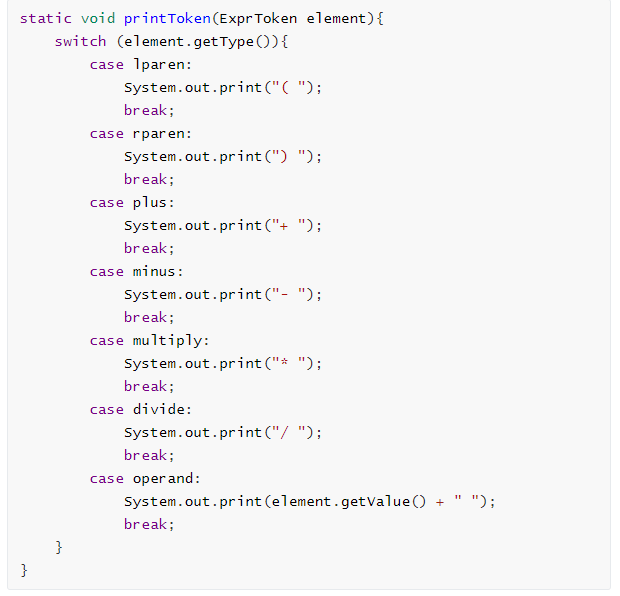 static void printToken(ExprToken element){
    switch (element.getType()){
        case lparen:
            System.out.print("( ");
            break;
        case rparen:
            System.out.print(") ");
            break;
        case plus:
            System.out.print("+ ");
            break;
        case minus:
            System.out.print("- ");
            break;
        case multiply:
            System.out.print("* ");
            break;
        case divide:
            System.out.print("/ ");
            break;
        case operand:
            System.out.print(element.getValue() + " ");
            break;
    }
}